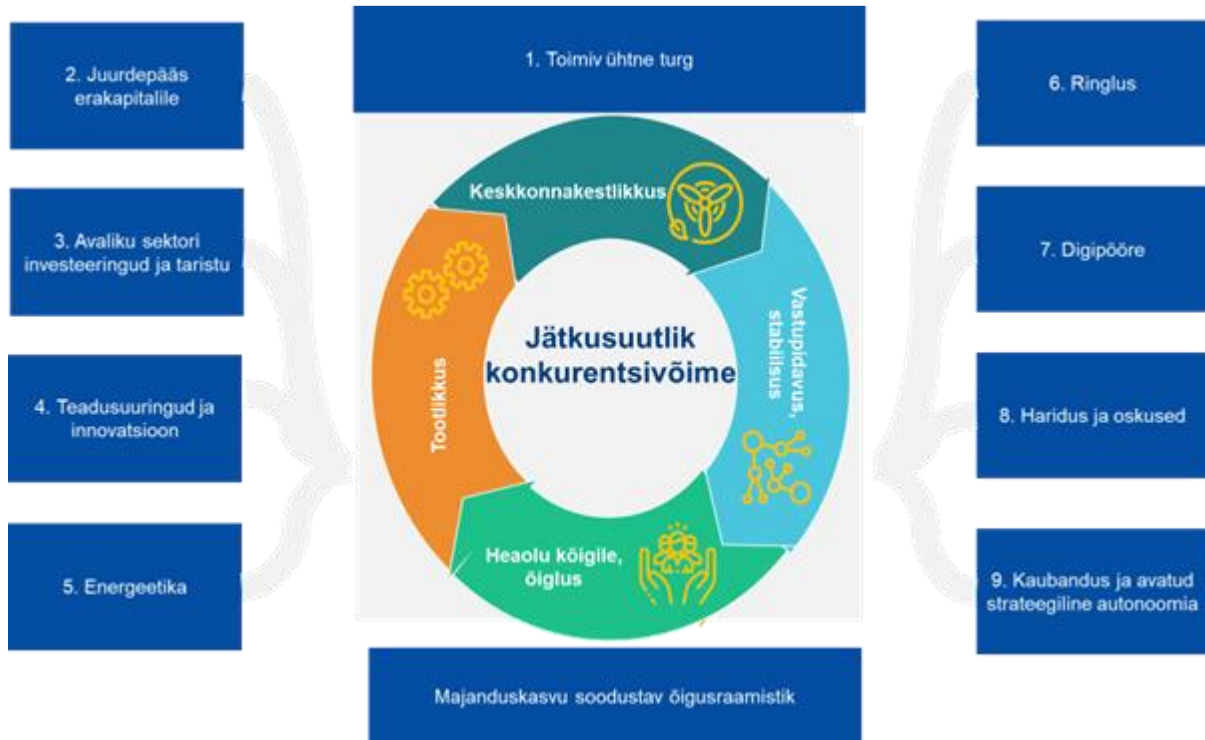 1. Toimiv ühtne turg
2. Juurdepääs
erakapitalile
3. Avaliku sektori
investeeringud ja taristu
4. Teadusuuringud ja
innovatsioon
5. Energeetika
Keskkonnakestlikkus
Vastupidavus,
stabiilsus
Heaolu kõigile,
õiglus
Tootlikkus
Jätkusuutlik
konkurentsivõime
6. Ringlus
7. Digipööre
8. Haridus ja oskused
9. Kaubandus ja avatud
strateegiline autonoomia
Majanduskasvu soodustav õigusraamistik